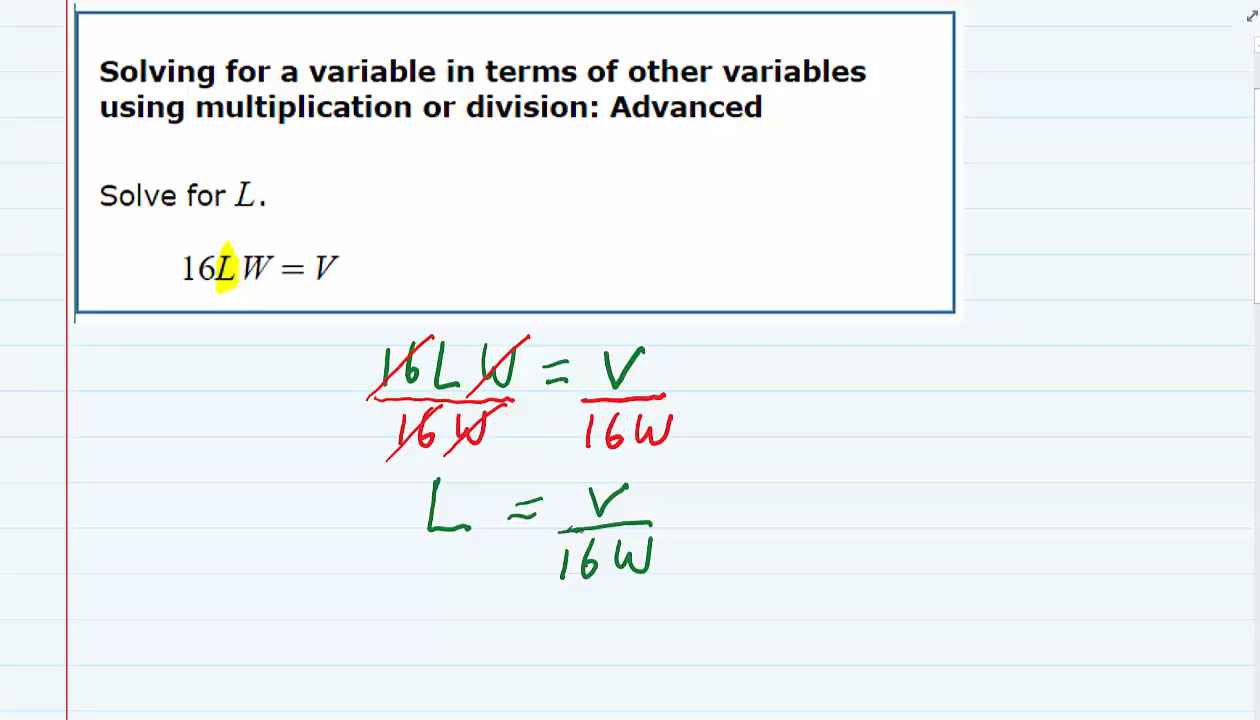 Solving for a variable in terms of other variables
using multiplication or division: Advanced
Solve for L.
16LW = V
16LW = V
16W 16W
L = V
16W